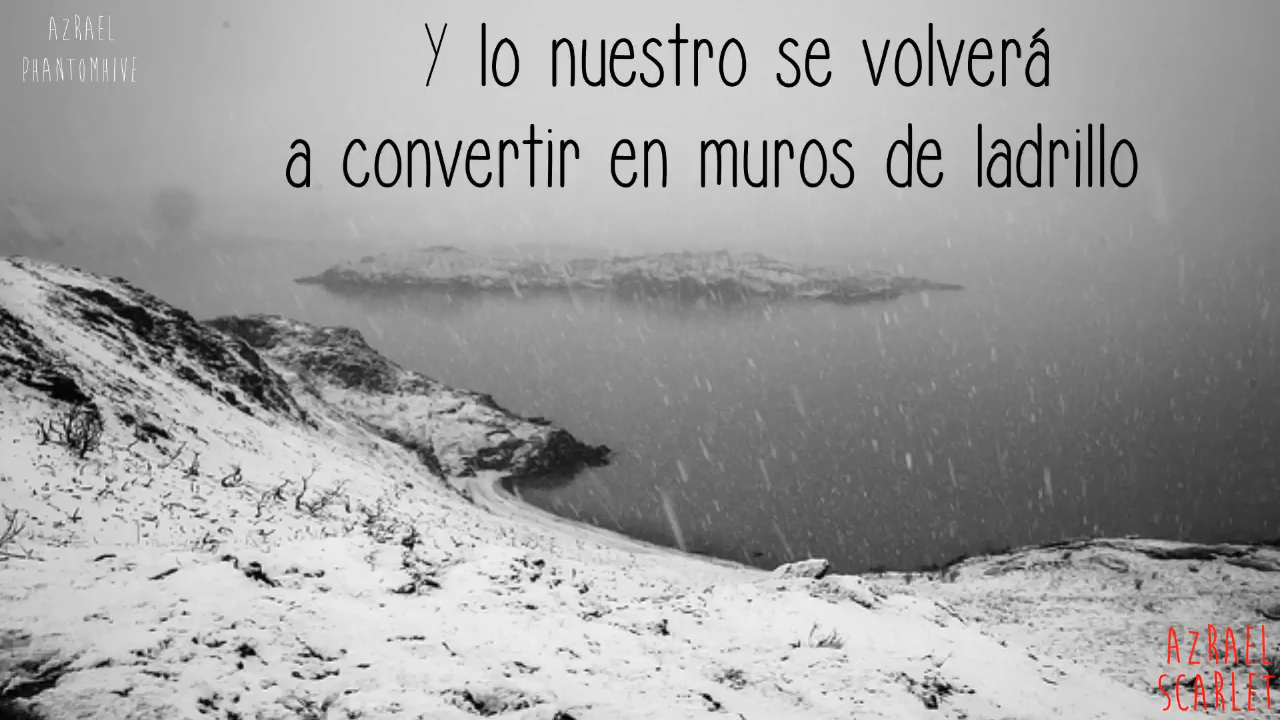 AZRAEL
PHANTOMHIVE
Y lo nuestro se volverá
a convertir en muros de ladrillo
AZRAEL
SCARLET